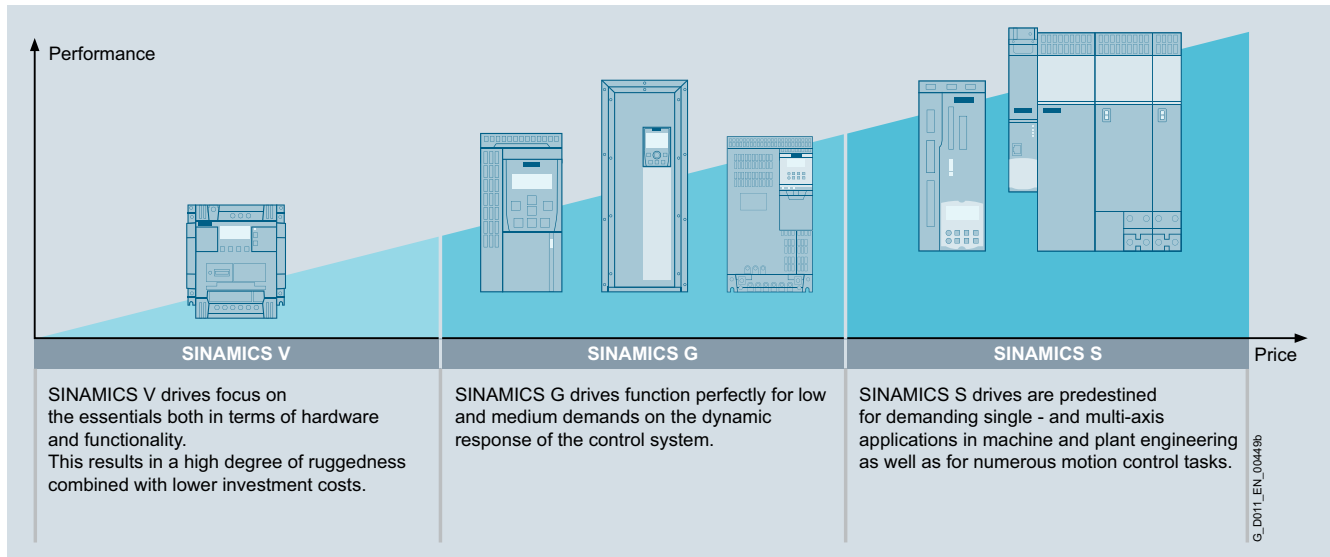 Performance
SINAMICS V
SINAMICS G
SINAMICS S
Price
SINAMICS V drives focus on
the essentials both in terms of hardware
and functionality.
This results in a high degree of ruggedness
combined with lower investment costs.
SINAMICS G drives function perfectly for low
and medium demands on the dynamic
response of the control system.
SINAMICS S drives are predestined
for demanding single - and multi-axis
applications in machine and plant engineering
as well as for numerous motion control tasks.
G_D011_EN_00449b